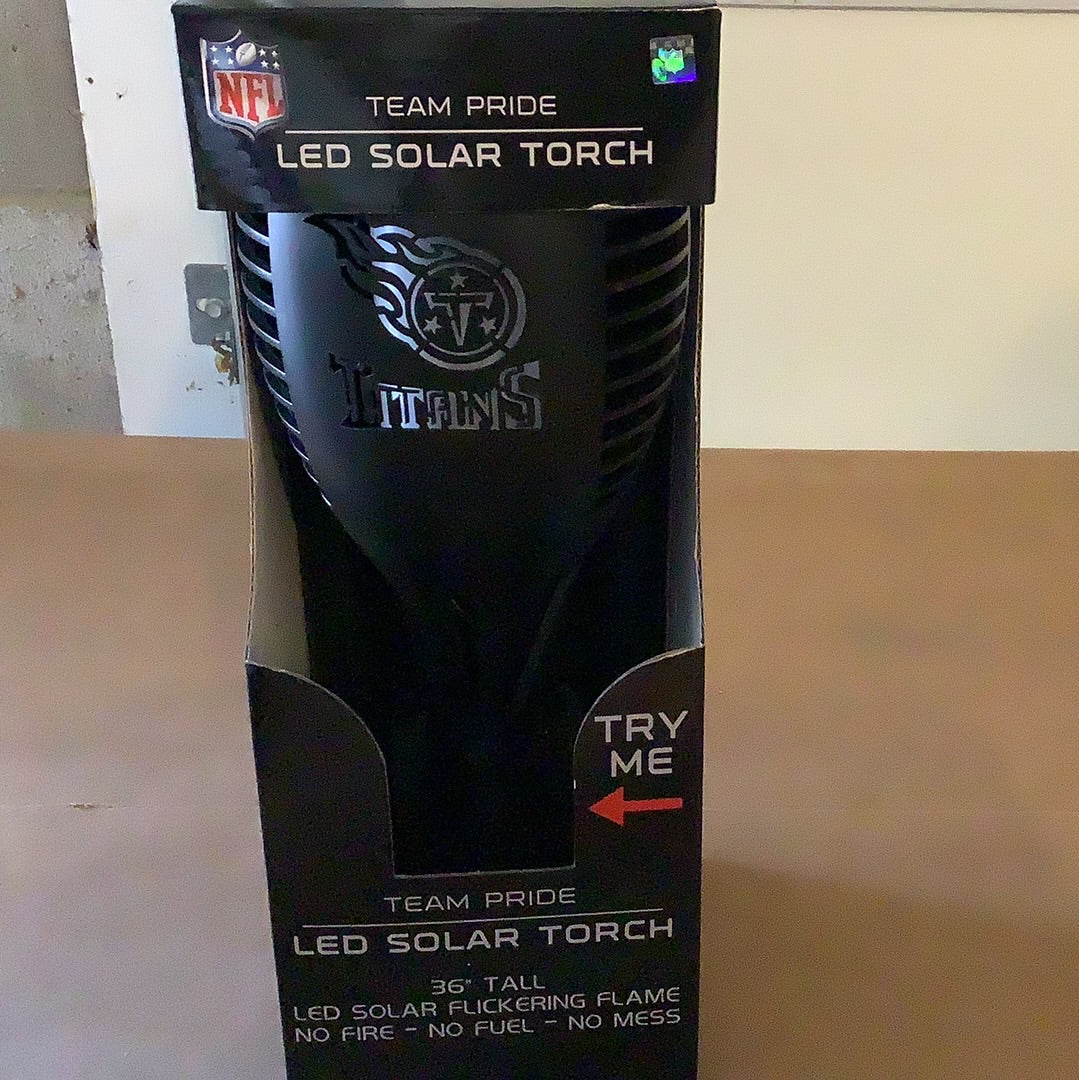 NFL
TEAM PRIDE
LED SOLAR TORCH
T
TITANS
TRY
ME
TEAM PRIDE
LED SOLAR TORCH
36" TALL
LED SOLAR FLICKERING FLAME
NO FIRE - NO FUEL - NO MESS